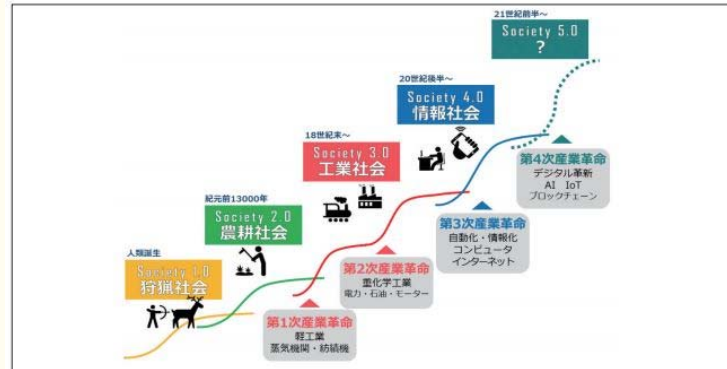 21世紀前半～
Society 5.0
?
20世紀後半～
Society 4.0
情報社会
18世紀末～
Society 3.0
工業社会
紀元前13000年
Society 2.0
農耕社会
人類誕生
Society 1.0
狩猟社会
第1次産業革命
軽工業
蒸気機関・紡績機
第2次産業革命
重化学工業
電力・石油・モーター
第3次産業革命
自動化・情報化
コンピュータ
インターネット
第4次産業革命
デジタル革新
AI IoT
ブロックチェーン